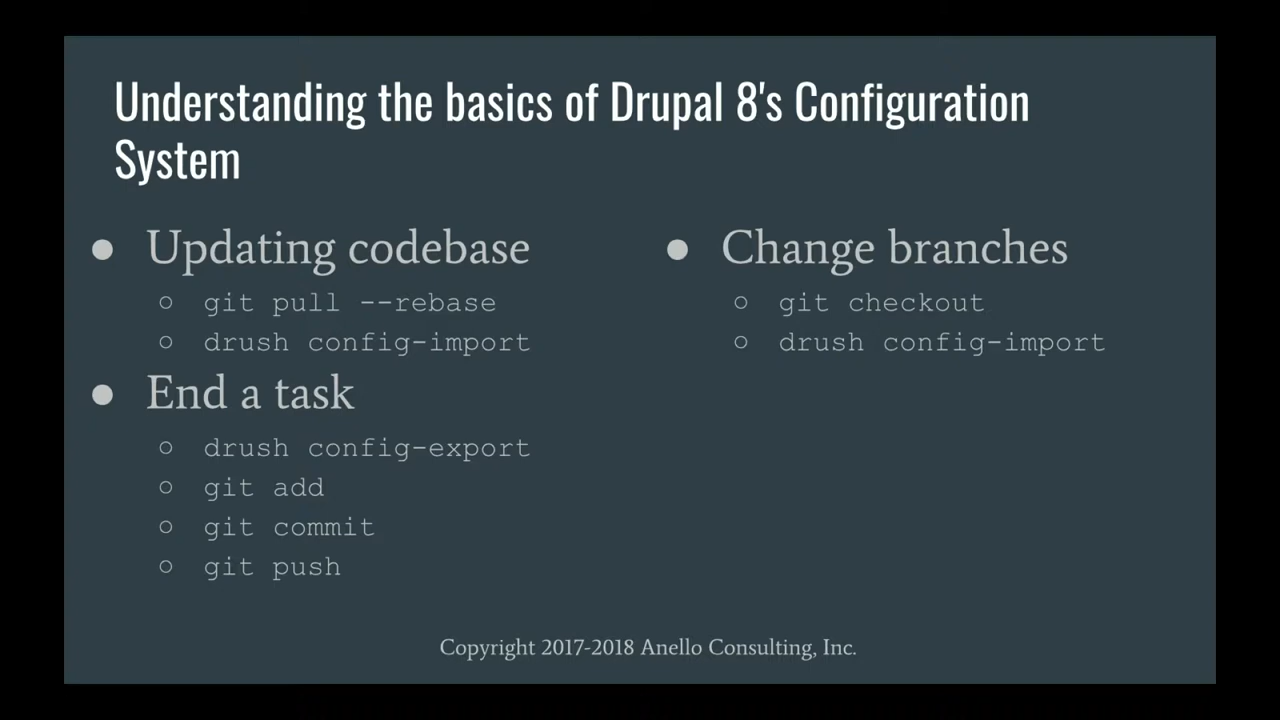 Understanding the basics of Drupal 8's Configuration
System
● Updating codebase
○ git pull --rebase
○ drush config-import
● End a task
○ drush config-export
○ git add
○ git commit
○ git push
● Change branches
○ git checkout
○ drush config-import
Copyright 2017-2018 Anello Consulting, Inc.